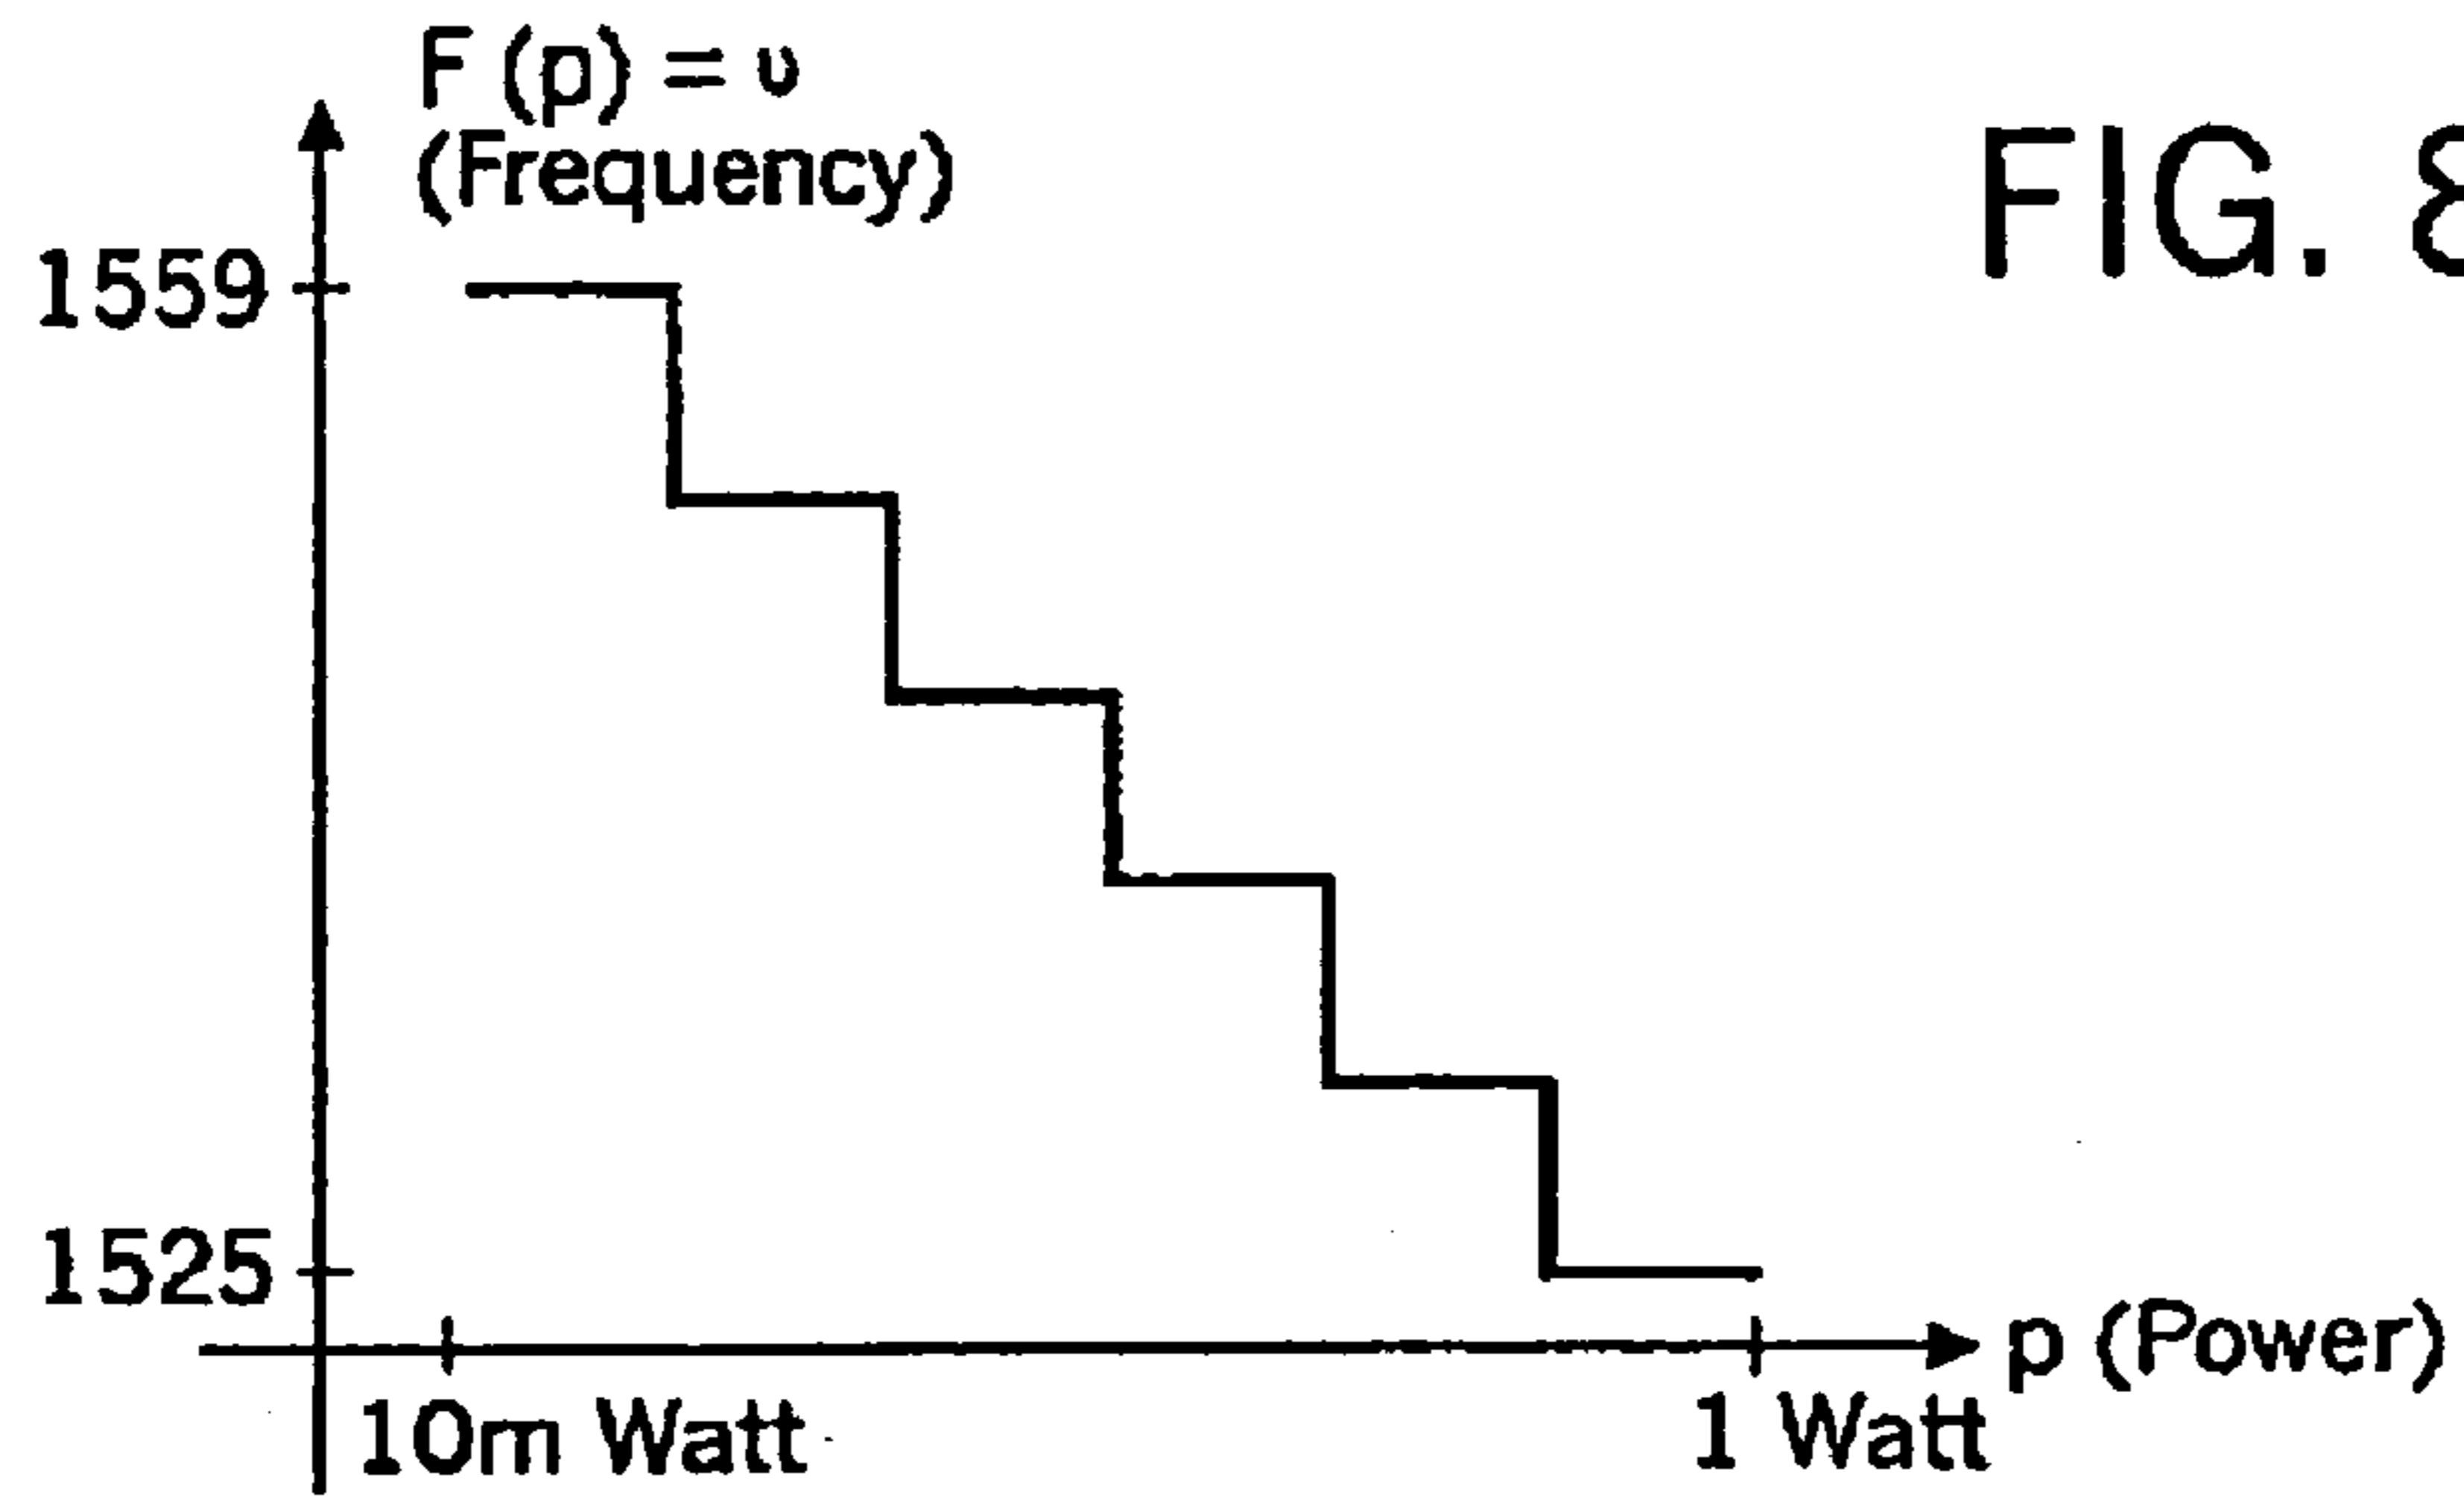 F (p) = υ
(Frequency)
FIG. 8
1559
1525
p (Power)
10m Watt
1 Watt